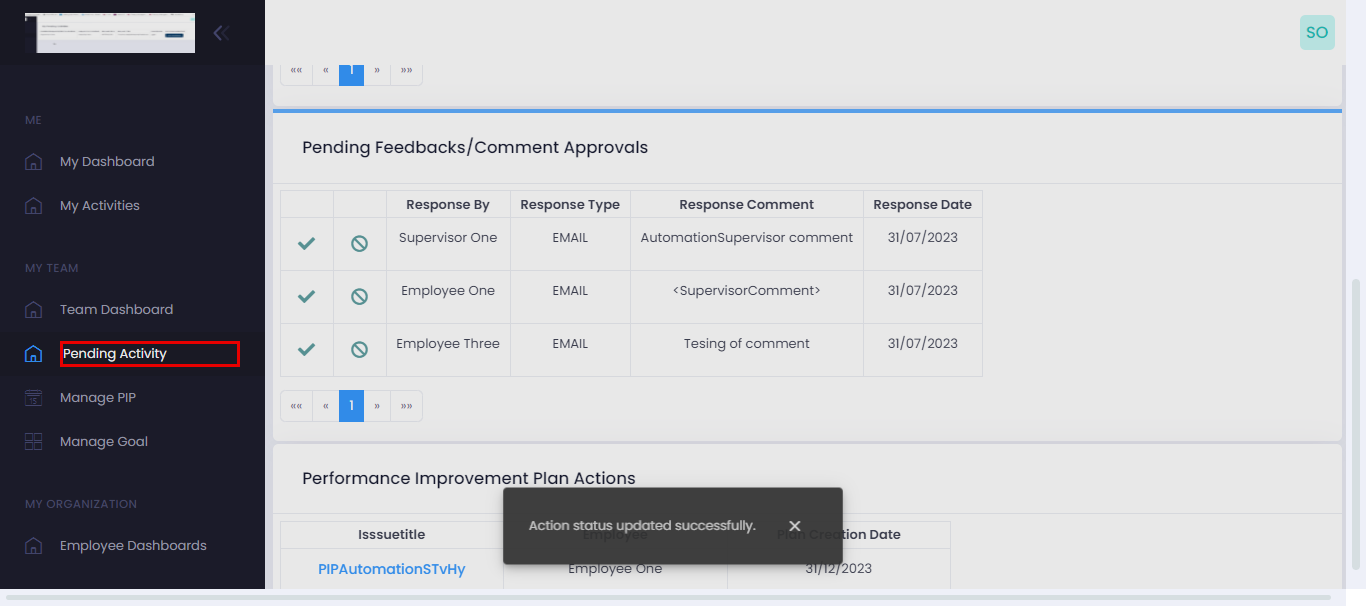 SO
««
«
1
»
»»
ME
My Dashboard
My Activities
MY TEAM
Team Dashboard
Pending Activity
Manage PIP
Manage Goal
MY ORGANIZATION
Employee Dashboards
Pending Feedbacks/Comment Approvals
Response By Response Type Response Comment Response Date
Supervisor One EMAIL AutomationSupervisor comment 31/07/2023
Employee One EMAIL <SupervisorComment> 31/07/2023
Employee Three EMAIL Tesing of comment 31/07/2023
«« « 1 » »»
Performance Improvement Plan Actions
Isssuetitle Employee Plan Creation Date
Action status updated successfully. ×
PIPAutomationSTvHy Employee One 31/12/2023